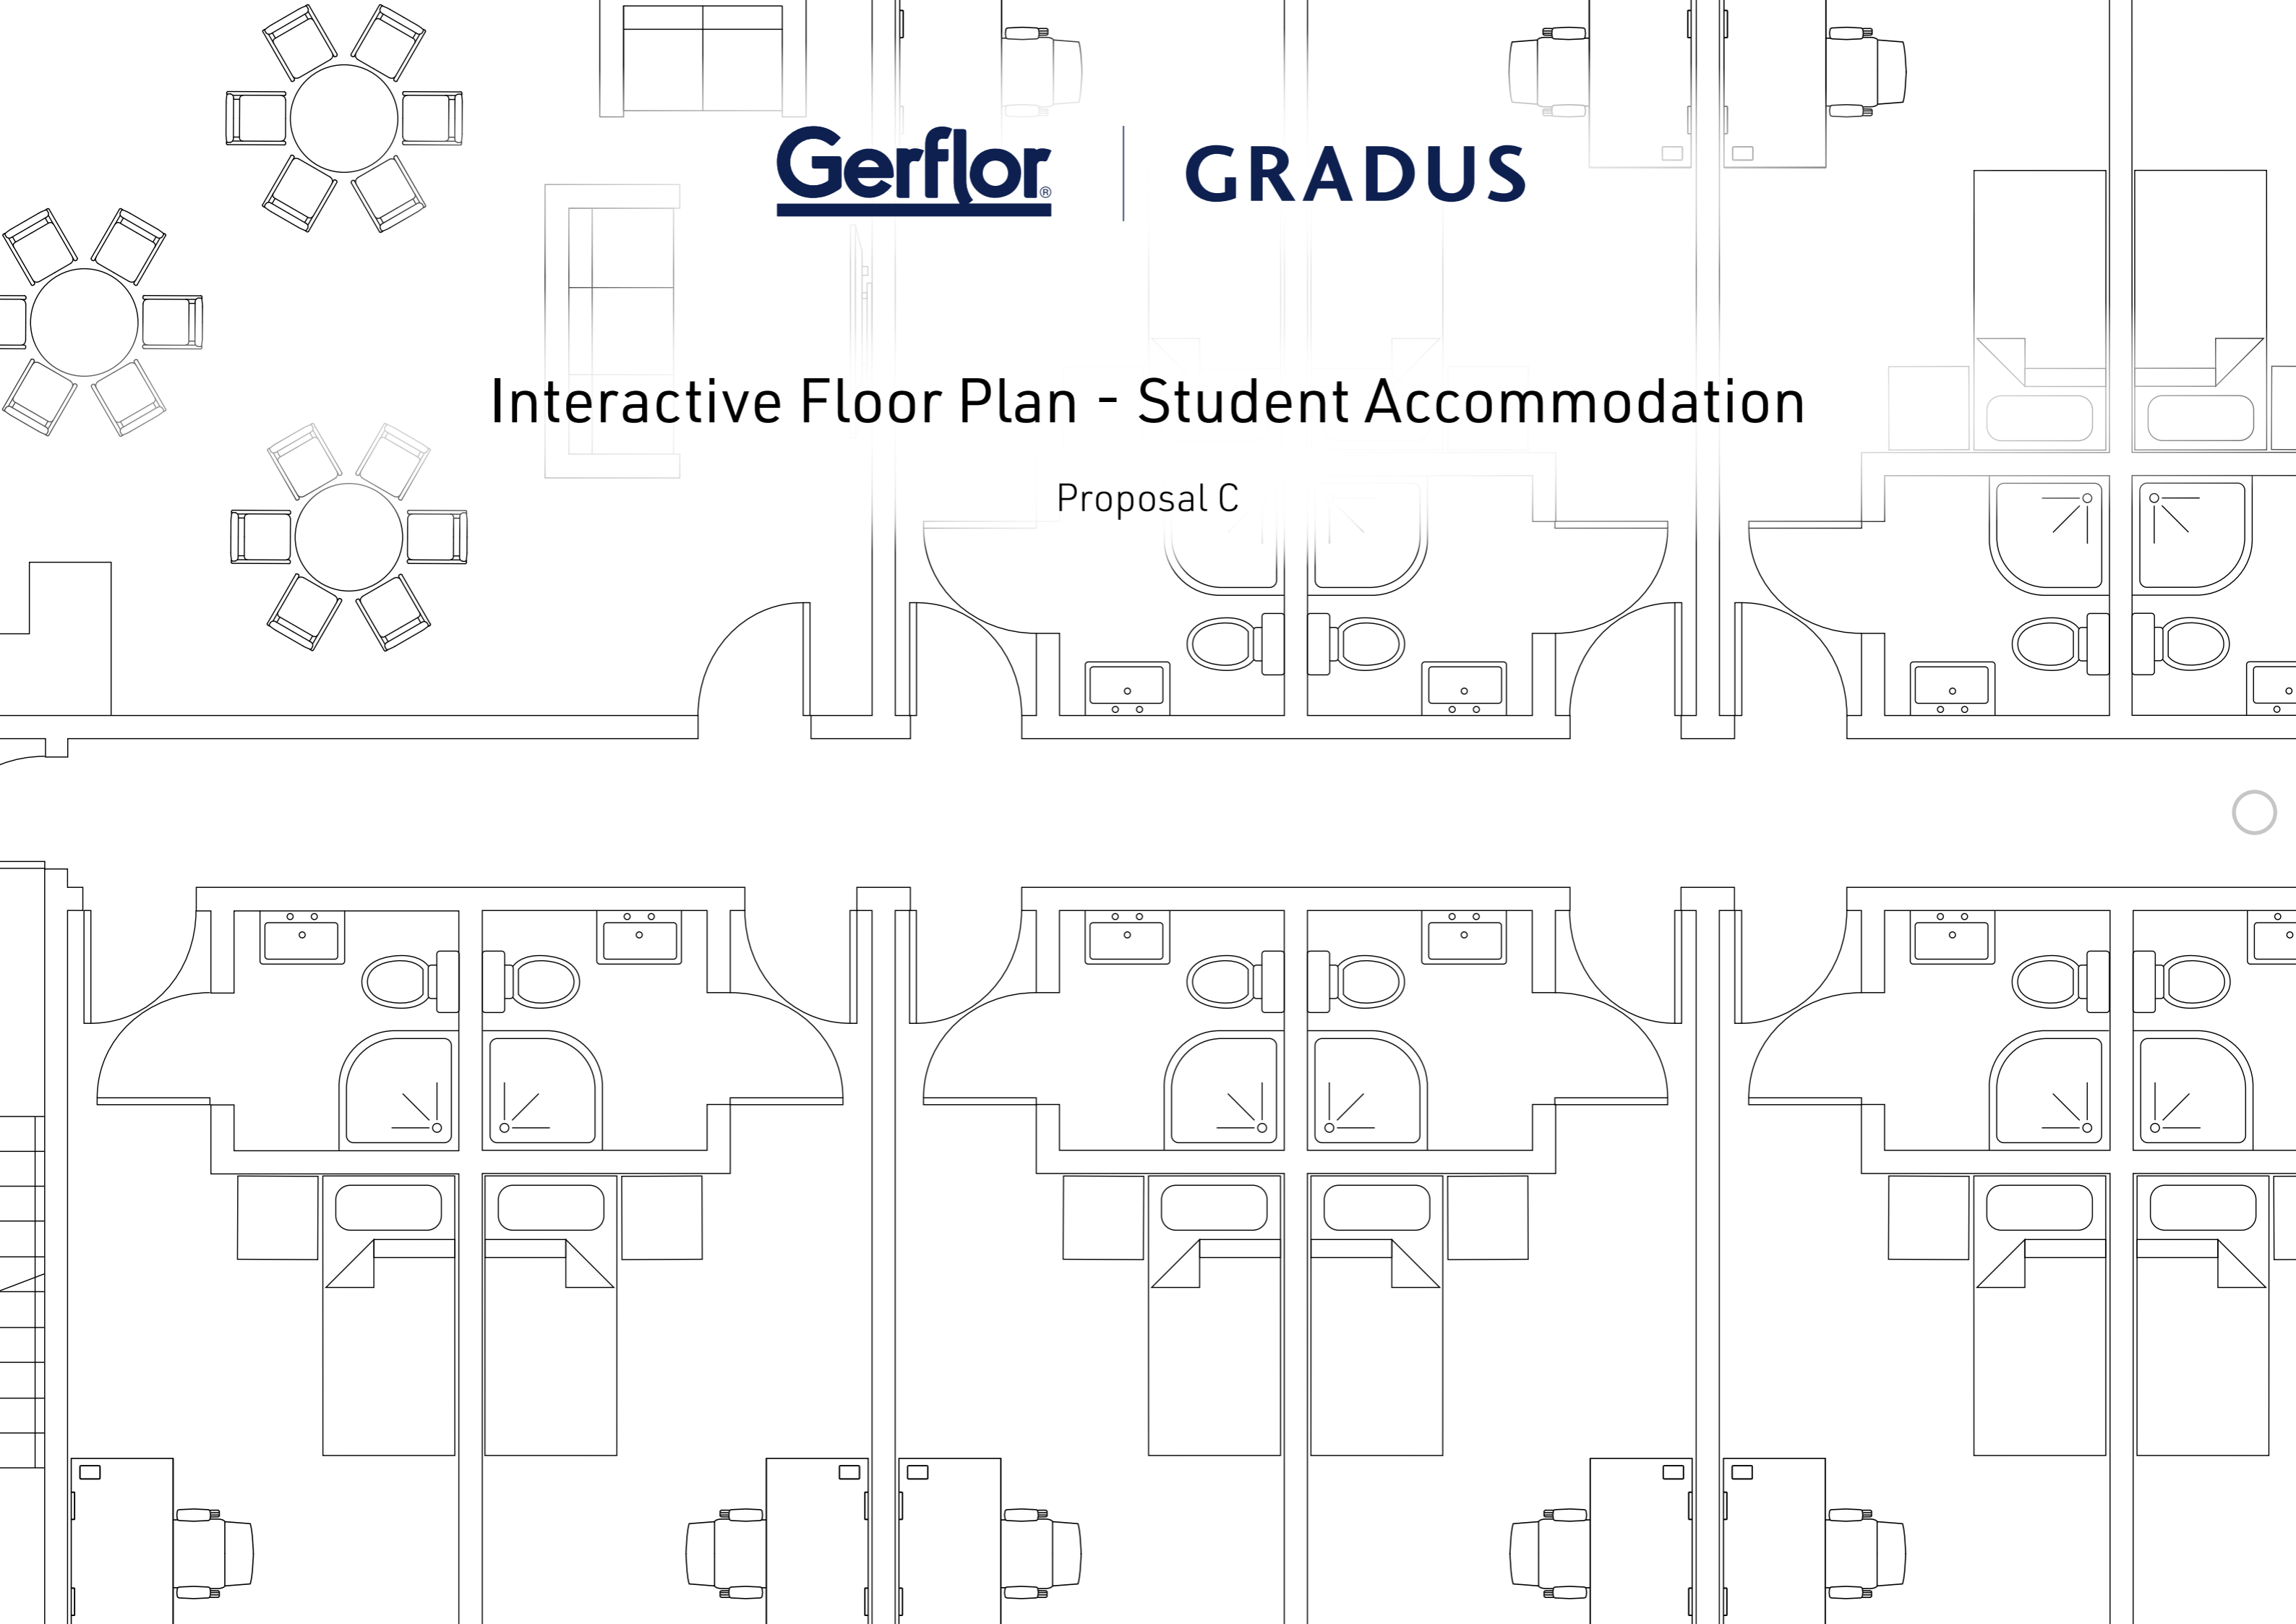 Gerflor® | GRADUS
Interactive Floor Plan - Student Accommodation
Proposal C